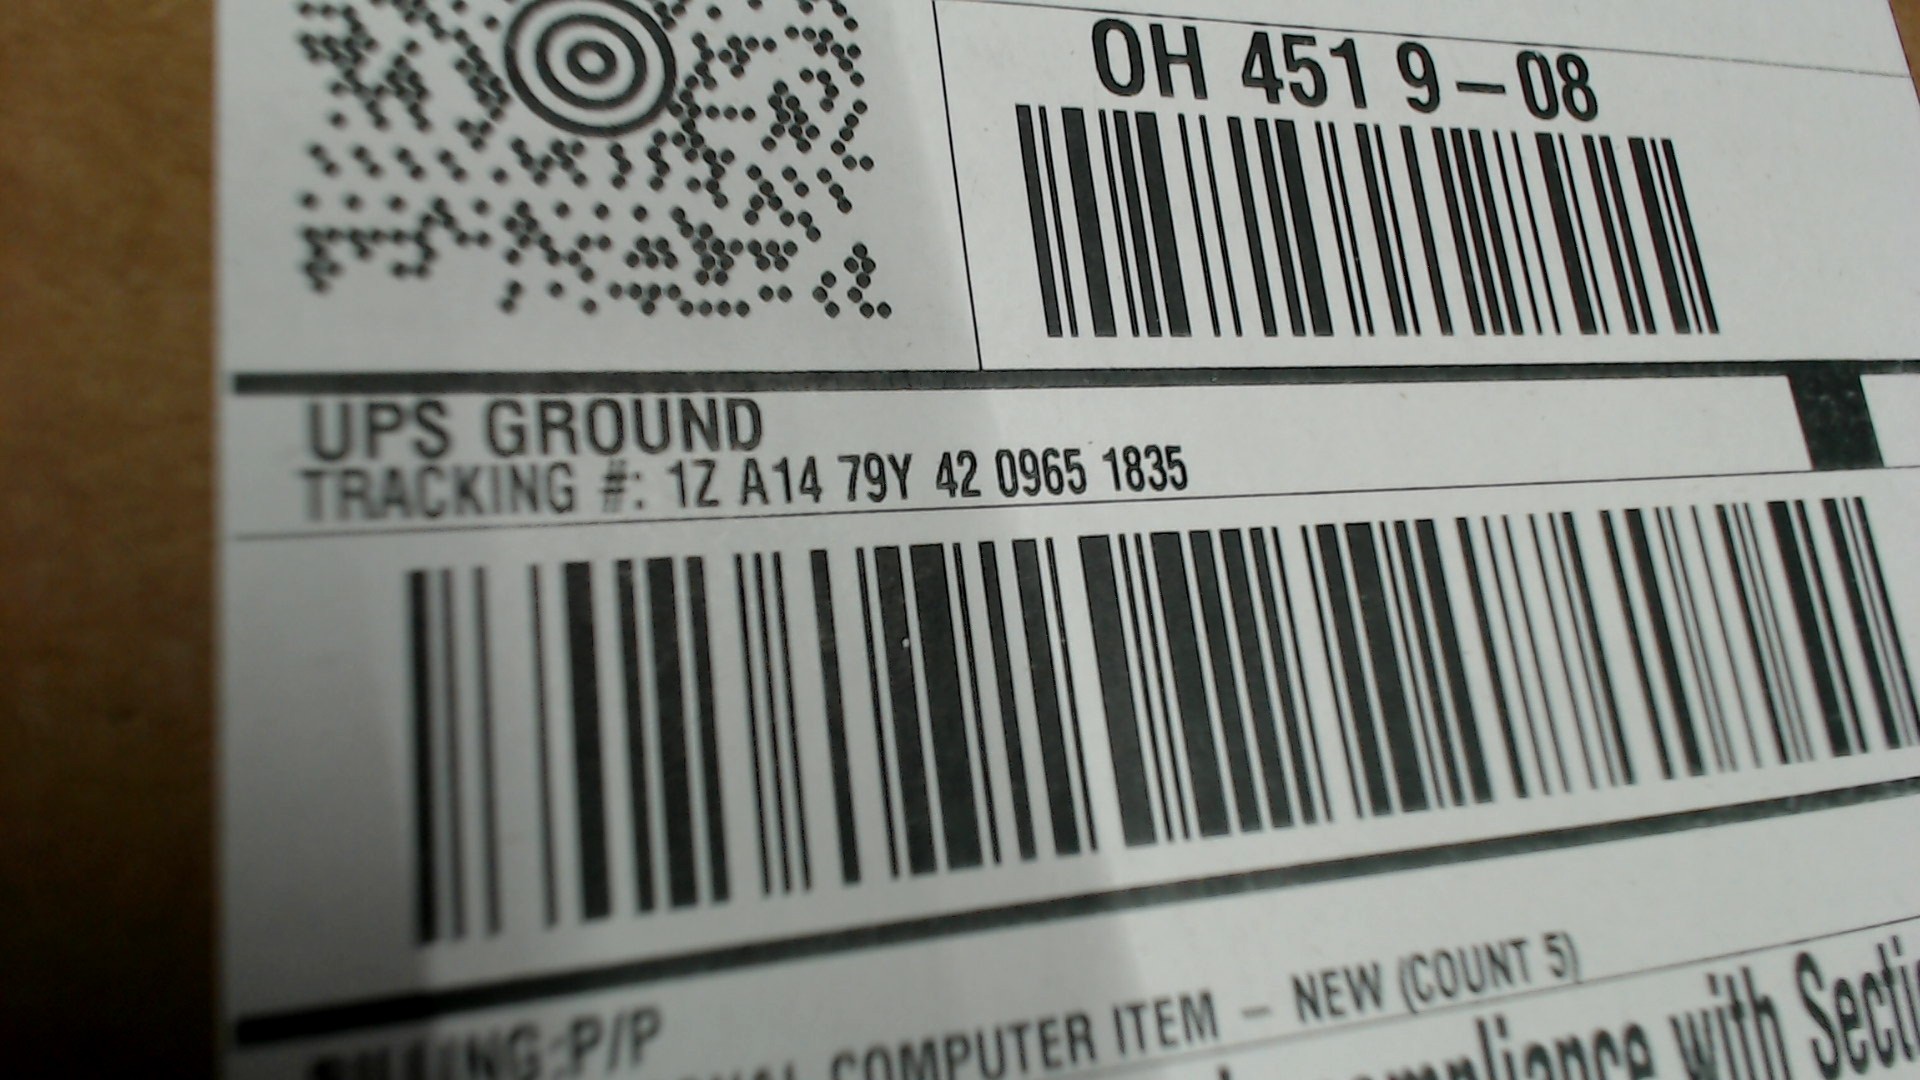 OH 451 9-08
UPS GROUND
TRACKING #: 1Z A14 79Y 42 0965 1835
BILLING:P/P
COMPUTER ITEM - NEW (COUNT 5)
with